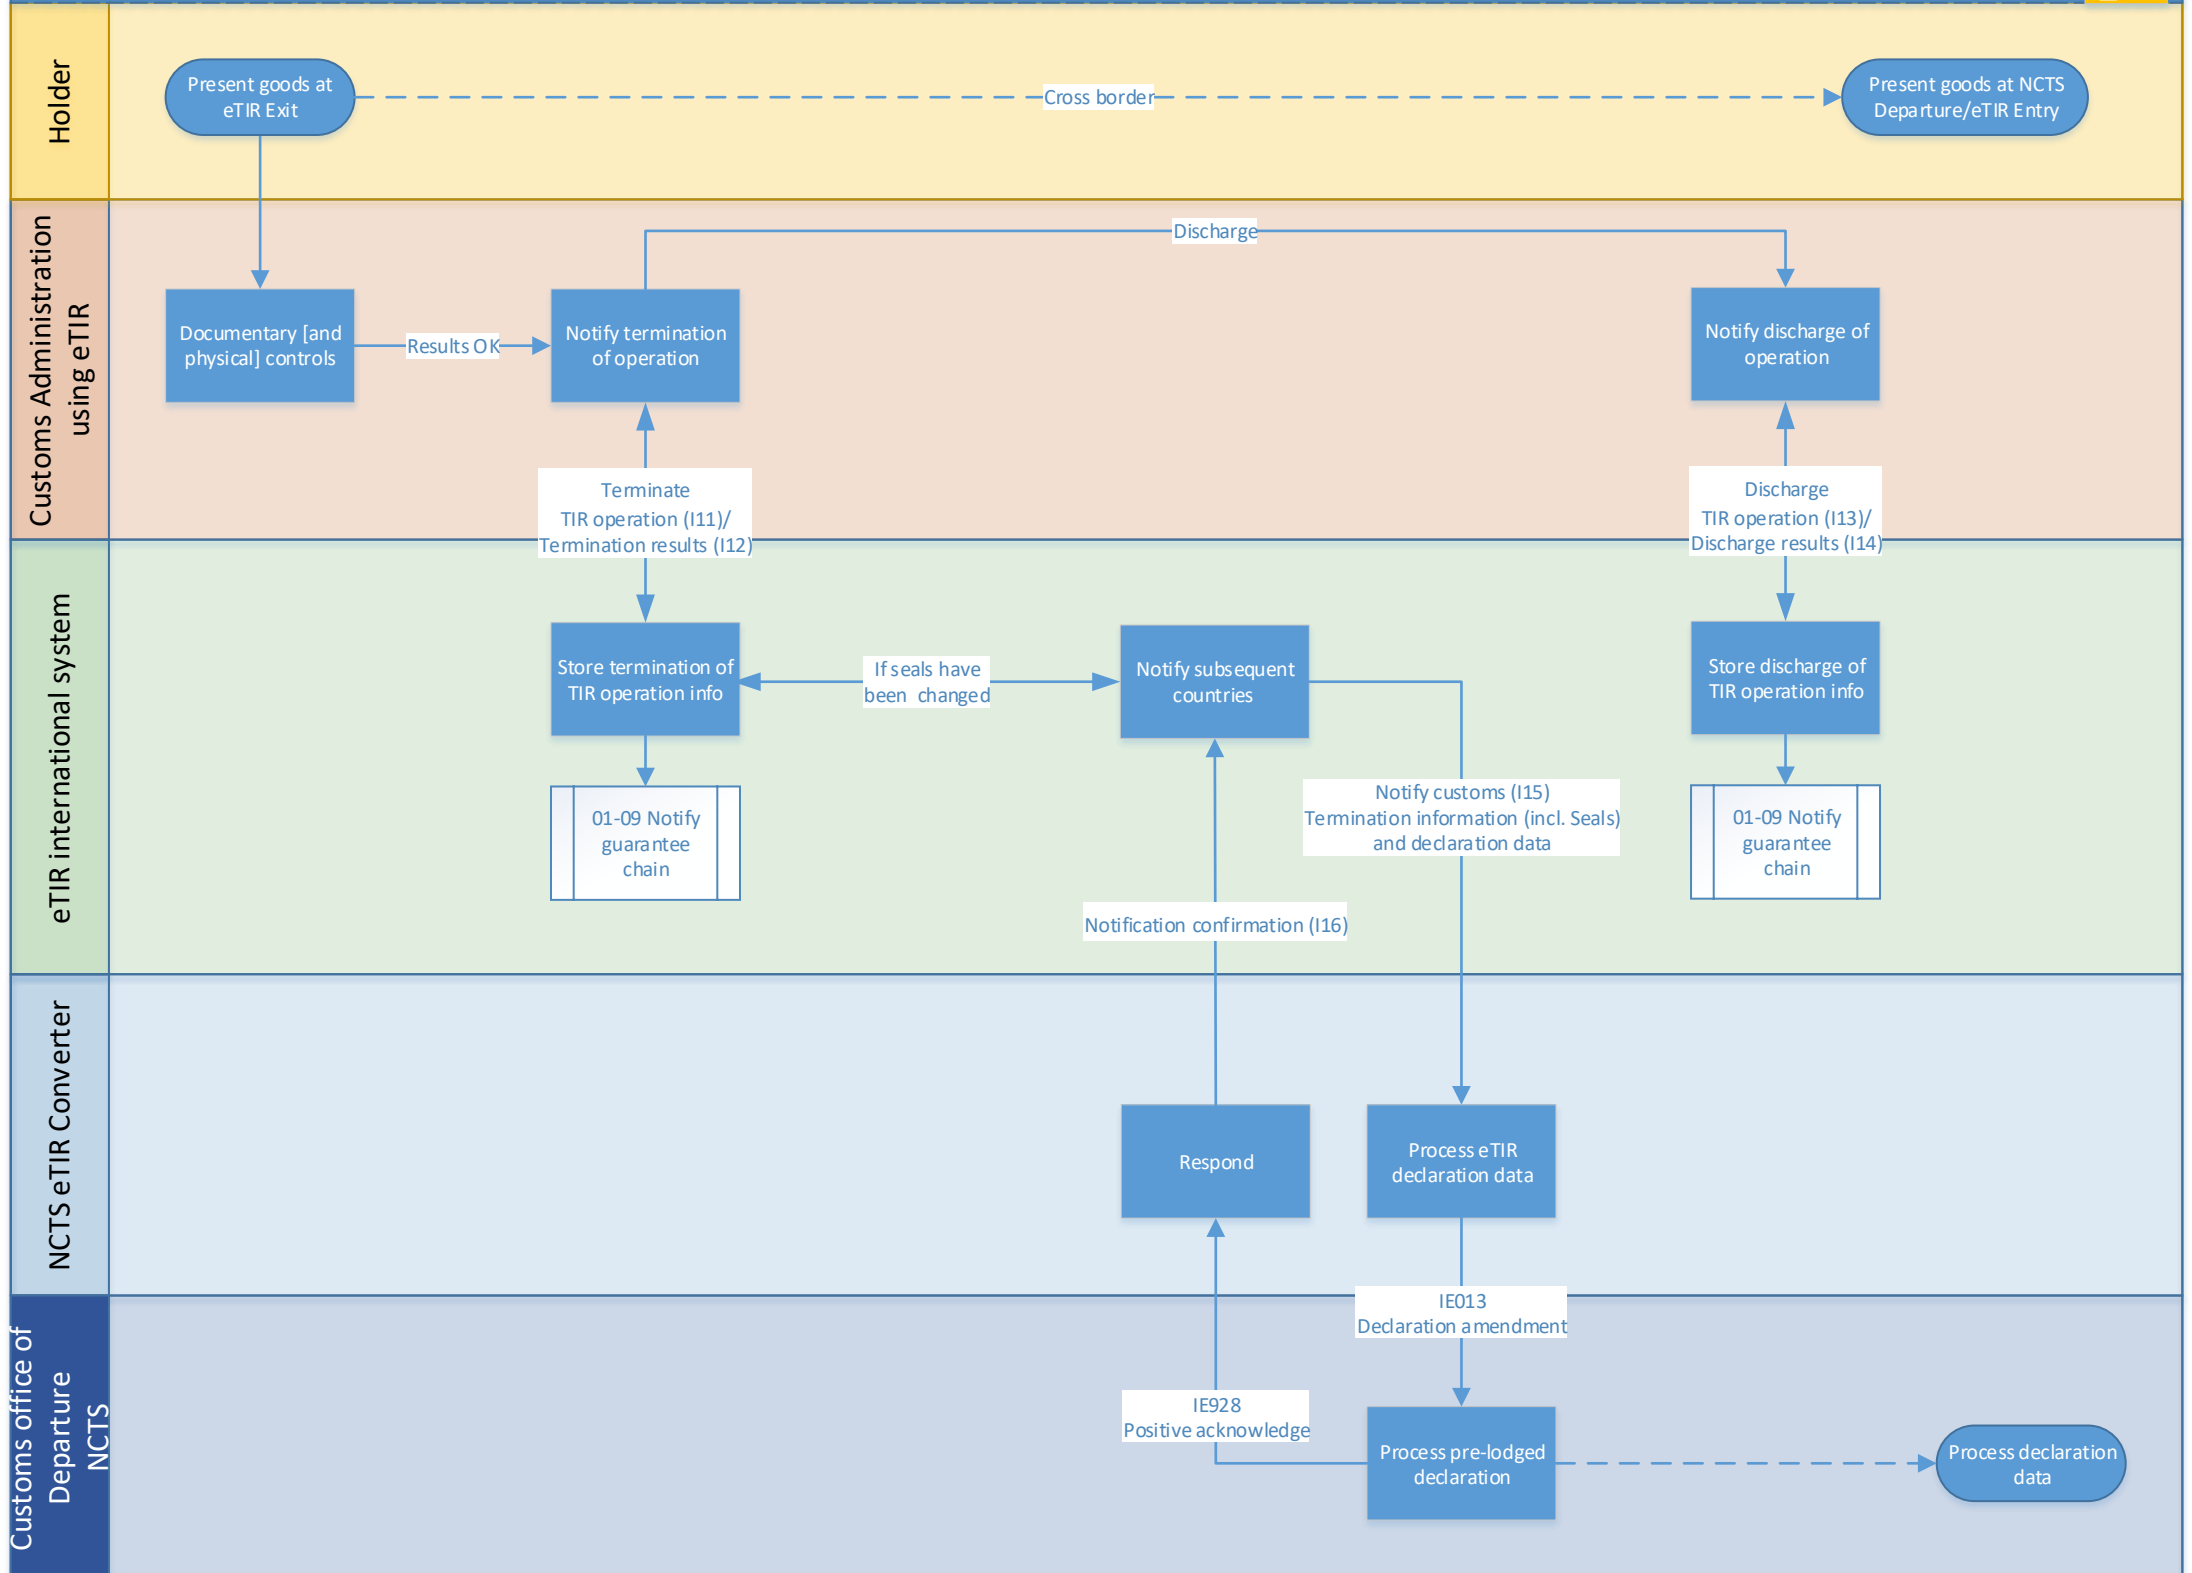 Holder
Present goods at
eTIR Exit
Cross border
Present goods at NCTS
Departure/eTIR Entry
Customs Administration
using eTIR
Discharge
Documentary [and
physical] controls
Results OK
Notify termination
of operation
Notify discharge of
operation
Terminate
TIR operation (I11)/
Termination results (I12)
Discharge
TIR operation (I13)/
Discharge results (I14)
eTIR international system
Store termination of
TIR operation info
If seals have
been changed
Notify subsequent
countries
Store discharge of
TIR operation info
01-09 Notify
guarantee
chain
Notify customs (I15)
Termination information (incl. Seals)
and declaration data
01-09 Notify
guarantee
chain
Notification confirmation (I16)
NCTS eTIR Converter
Respond
Process eTIR
declaration data
IE013
Declaration amendment
Customs office of
Departure
NCTS
IE928
Positive acknowledge
Process pre-lodged
declaration
Process declaration
data